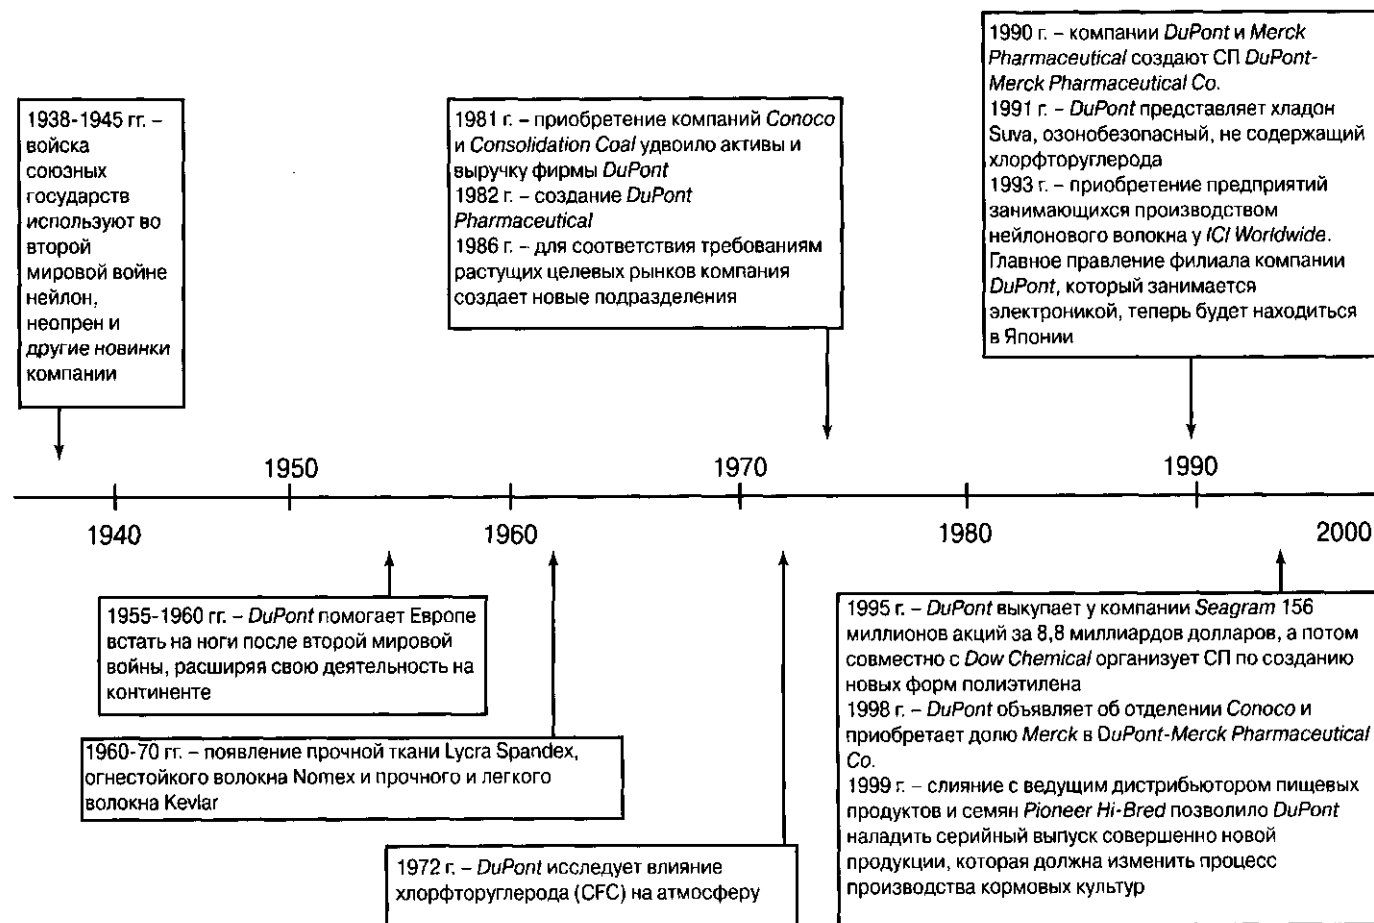 1938-1945 гг. –
войска
союзных
государств
используют во
второй
мировой войне
нейлон,
неопрен и
другие новинки
компании
1981 г. – приобретение компаний Conoco
и Consolidation Coal удвоило активы и
выручку фирмы DuPont
1982 г. – создание DuPont
Pharmaceutical
1986 г. – для соответствия требованиям
растущих целевых рынков компания
создает новые подразделения
1990 г. – компании DuPont и Merck
Pharmaceutical создают СП DuPont-
Merck Pharmaceutical Co.
1991 г. – DuPont представляет хладон
Suva, озонобезопасный, не содержащий
хлорфторуглерода
1993 г. – приобретение предприятий
занимающихся производством
нейлонового волокна у ICI Worldwide.
Главное правление филиала компании
DuPont, который занимается
электроникой, теперь будет находиться
в Японии
1950
1970
1990
1940
1960
1980
2000
1955-1960 гг. – DuPont помогает Европе
встать на ноги после второй мировой
войны, расширяя свою деятельность на
континенте
1960-70 гг. – появление прочной ткани Lycra Spandex,
огнестойкого волокна Nomex и прочного и легкого
волокна Kevlar
1972 г. – DuPont исследует влияние
хлорфторуглерода (CFC) на атмосферу
1995 г. – DuPont выкупает у компании Seagram 156
миллионов акций за 8,8 миллиардов долларов, а потом
совместно с Dow Chemical организует СП по созданию
новых форм полиэтилена
1998 г. – DuPont объявляет об отделении Conoco и
приобретает долю Merck в DuPont-Merck Pharmaceutical
Co.
1999 г. – слияние с ведущим дистрибьютором пищевых
продуктов и семян Pioneer Hi-Bred позволило DuPont
наладить серийный выпуск совершенно новой
продукции, которая должна изменить процесс
производства кормовых культур